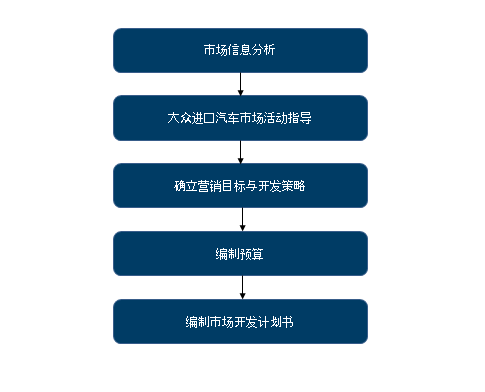 市场信息分析
大众进口汽车市场活动指导
确立营销目标与开发策略
编制预算
编制市场开发计划书